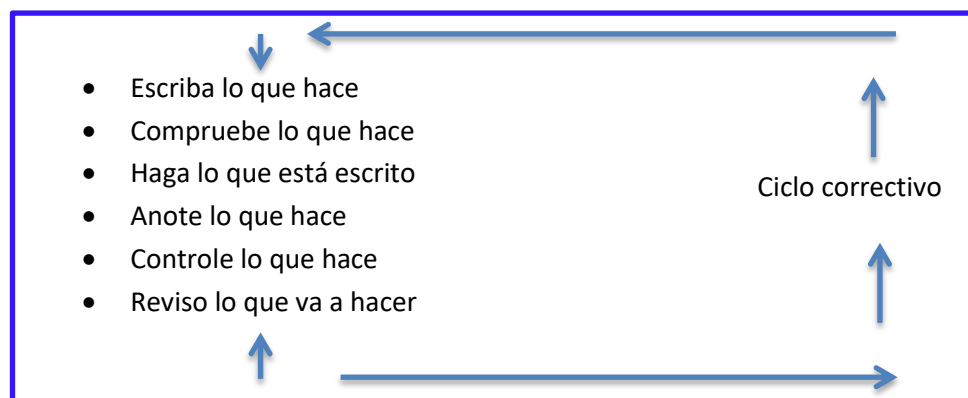 • Escriba lo que hace
• Compruebe lo que hace
• Haga lo que está escrito
• Anote lo que hace
• Controle lo que hace
• Reviso lo que va a hacer
Ciclo correctivo